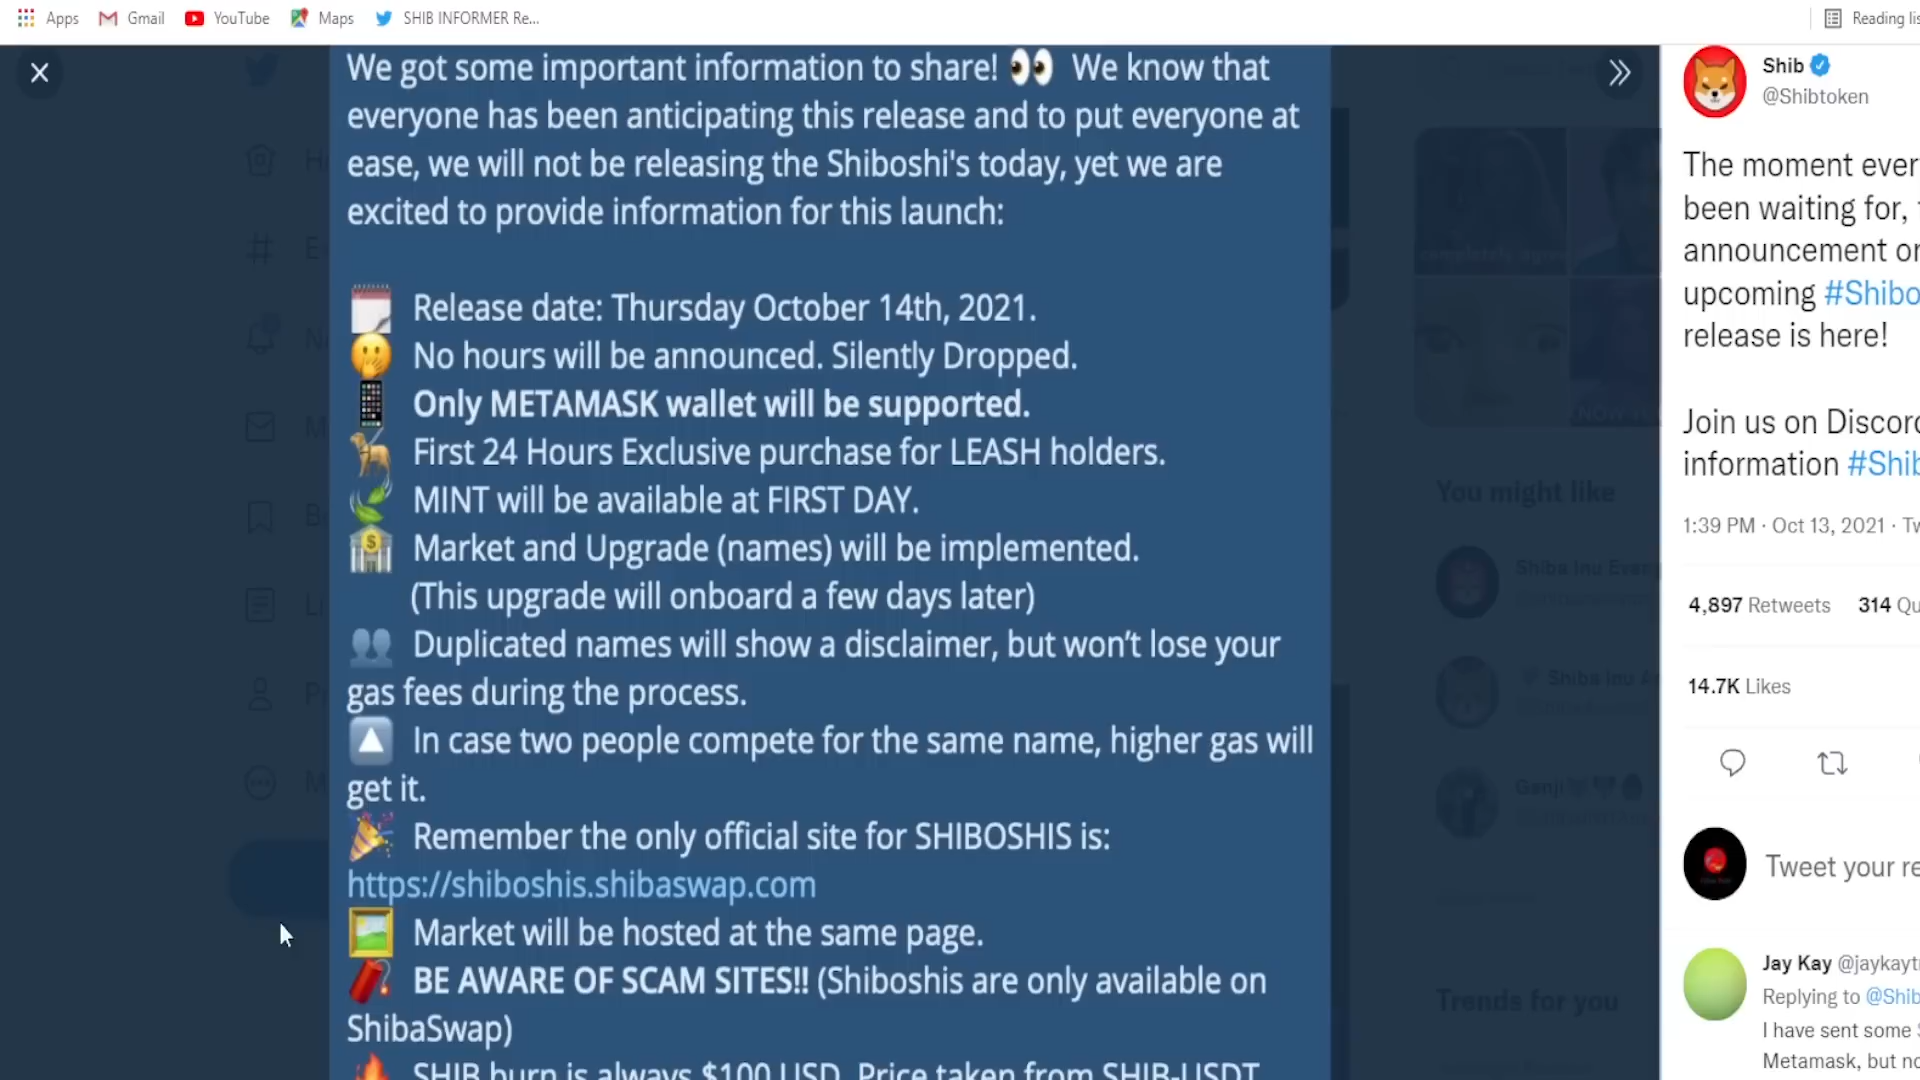 Apps Gmail YouTube Maps SHIB INFORMER Re... Reading lis
We got some important information to share! 👀 We know that
everyone has been anticipating this release and to put everyone at
ease, we will not be releasing the Shiboshi's today, yet we are
excited to provide information for this launch:
Release date: Thursday October 14th, 2021.
No hours will be announced. Silently Dropped.
Only METAMASK wallet will be supported.
First 24 Hours Exclusive purchase for LEASH holders.
MINT will be available at FIRST DAY.
Market and Upgrade (names) will be implemented.
(This upgrade will onboard a few days later)
Duplicated names will show a disclaimer, but won’t lose your
gas fees during the process.
In case two people compete for the same name, higher gas will
get it.
Remember the only official site for SHIBOSHIS is:
https://shiboshis.shibaswap.com
Market will be hosted at the same page.
BE AWARE OF SCAM SITES!! (Shiboshis are only available on
ShibaSwap)
SHIB burn is always $100 USD. Price taken from SHIB-USDT
You might like
Trends for you
Shib
@Shibtoken
The moment ever
been waiting for,
announcement or
upcoming #Shibo
release is here!
Join us on Discord
information #Shib
1:39 PM · Oct 13, 2021 · Tw
4,897 Retweets 314 Qu
14.7K Likes
Tweet your re
Jay Kay @jaykayt
Replying to @Shib
I have sent some S
Metamask, but no